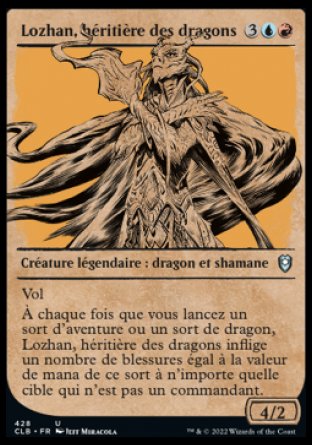 Lozhan, héritière des dragons 3
Créature légendaire : dragon et shamane
Vol
À chaque fois que vous lancez un
sort d'aventure ou un sort de dragon,
Lozhan, héritière des dragons inflige
un nombre de blessures égal à la valeur
de mana de ce sort à n'importe quelle
cible qui n'est pas un commandant.
4/2
428 U
CLB • FR Jeff Miracola
™ & © 2022 Wizards of the Coast